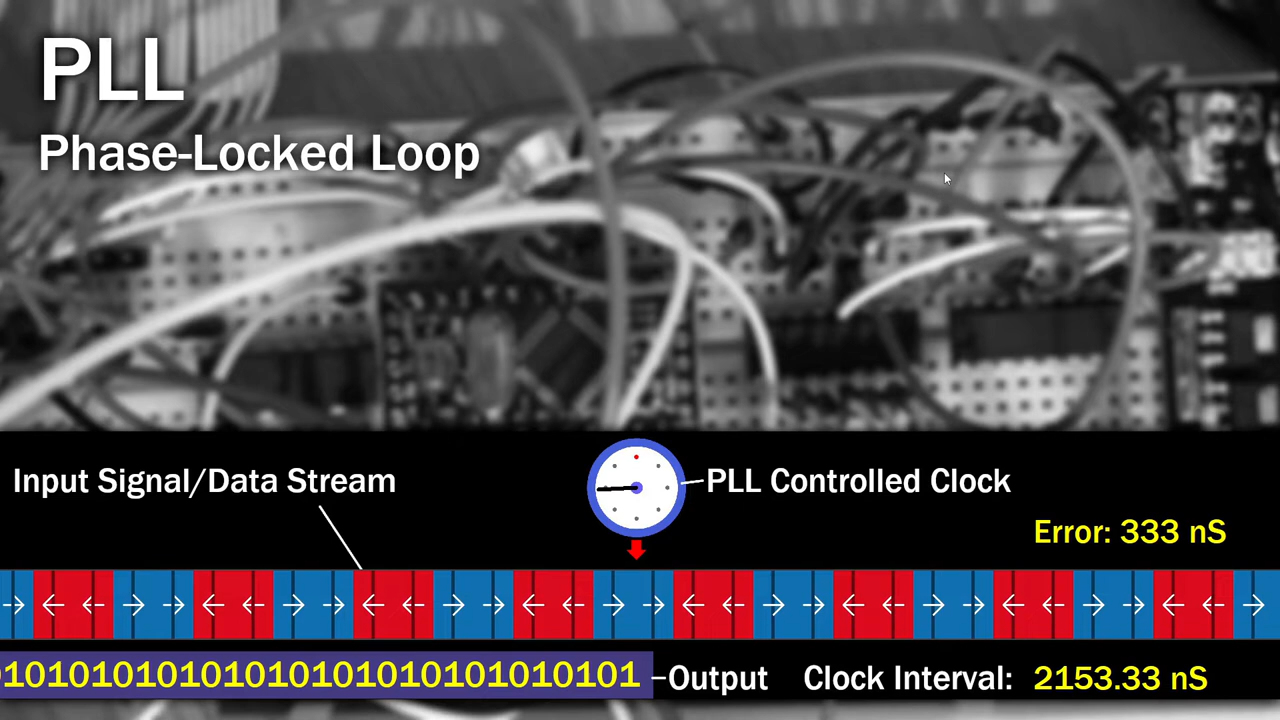 PLL
Phase-Locked Loop
Input Signal/Data Stream
PLL Controlled Clock
Error: 333 nS
101010101010101010101010101
Output
Clock Interval: 2153.33 nS